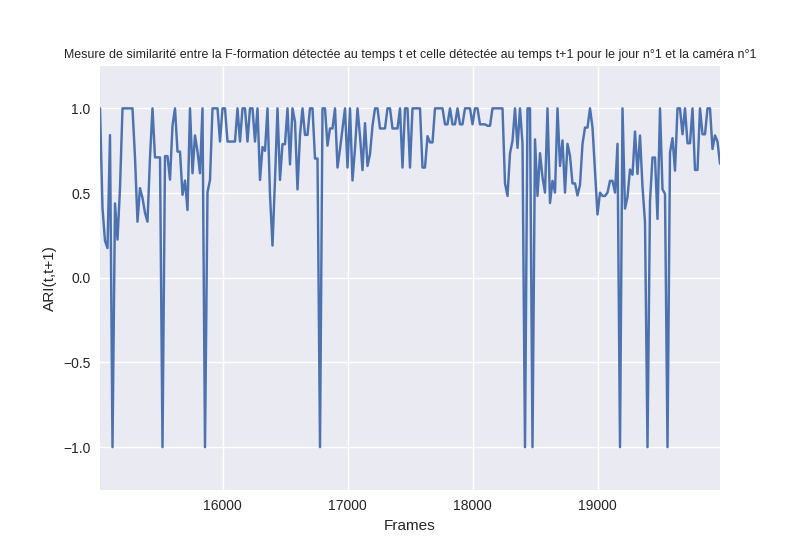 Mesure de similarité entre la F-formation détectée au temps t et celle détectée au temps t+1 pour le jour n°1 et la caméra n°1
1.0
0.5
0.0
−0.5
−1.0
ARI(t,t+1)
16000 17000 18000 19000
Frames